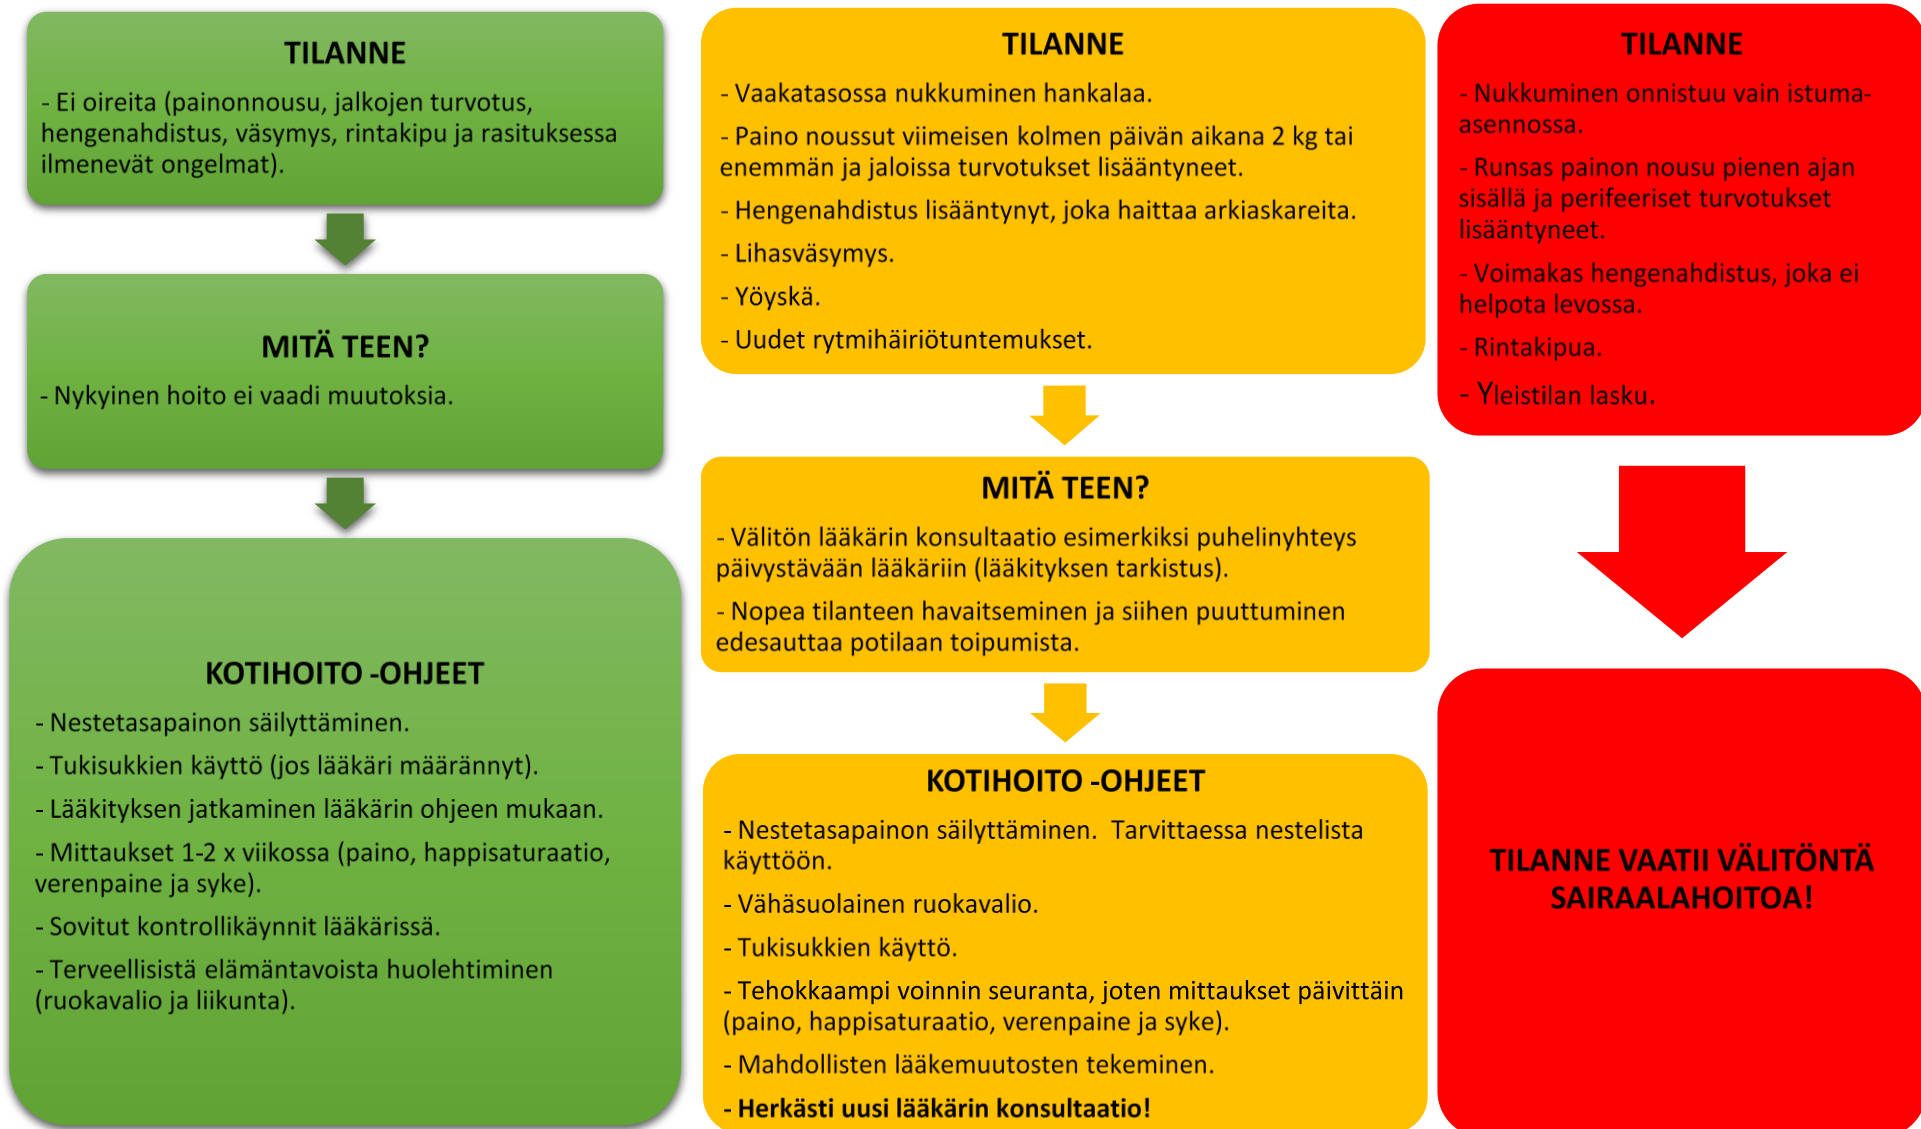 TILANNE
- Ei oireita (painonnousu, jalkojen turvotus,
hengenahdistus, väsymys, rintakipu ja rasituksessa
ilmenevät ongelmat).
MITÄ TEEN?
- Nykyinen hoito ei vaadi muutoksia.
KOTIHOITO -OHJEET
- Nestetasapainon säilyttäminen.
- Tukisukkien käyttö (jos lääkäri määrännyt).
- Lääkityksen jatkaminen lääkärin ohjeen mukaan.
- Mittaukset 1-2 x viikossa (paino, happisaturaatio,
verenpaine ja syke).
- Sovitut kontrollikäynnit lääkärissä.
- Terveellisistä elämäntavoista huolehtiminen
(ruokavalio ja liikunta).
TILANNE
- Vaakatasossa nukkuminen hankalaa.
- Paino noussut viimeisen kolmen päivän aikana 2 kg tai
enemmän ja jaloissa turvotukset lisääntyneet.
- Hengenahdistus lisääntynyt, joka haittaa arkiaskareita.
- Lihasväsymys.
- Yöyskä.
- Uudet rytmihäiriötuntemukset.
MITÄ TEEN?
- Välitön lääkärin konsultaatio esimerkiksi puhelinyhteys
päivystävään lääkäriin (lääkityksen tarkistus).
- Nopea tilanteen havaitseminen ja siihen puuttuminen
edesauttaa potilaan toipumista.
KOTIHOITO -OHJEET
- Nestetasapainon säilyttäminen.  Tarvittaessa nestelista
käyttöön.
- Vähäsuolainen ruokavalio.
- Tukisukkien käyttö.
- Tehokkaampi voinnin seuranta, joten mittaukset päivittäin
(paino, happisaturaatio, verenpaine ja syke).
- Mahdollisten lääkemuutosten tekeminen.
- Herkästi uusi lääkärin konsultaatio!
TILANNE
- Nukkuminen onnistuu vain istuma-
asennossa.
- Runsas painon nousu pienen ajan
sisällä ja perifeeriset turvotukset
lisääntyneet.
- Voimakas hengenahdistus, joka ei
helpota levossa.
- Rintakipua.
- Yleistilan lasku.
TILANNE VAATII VÄLITÖNTÄ
SAIRAALAHOITOA!